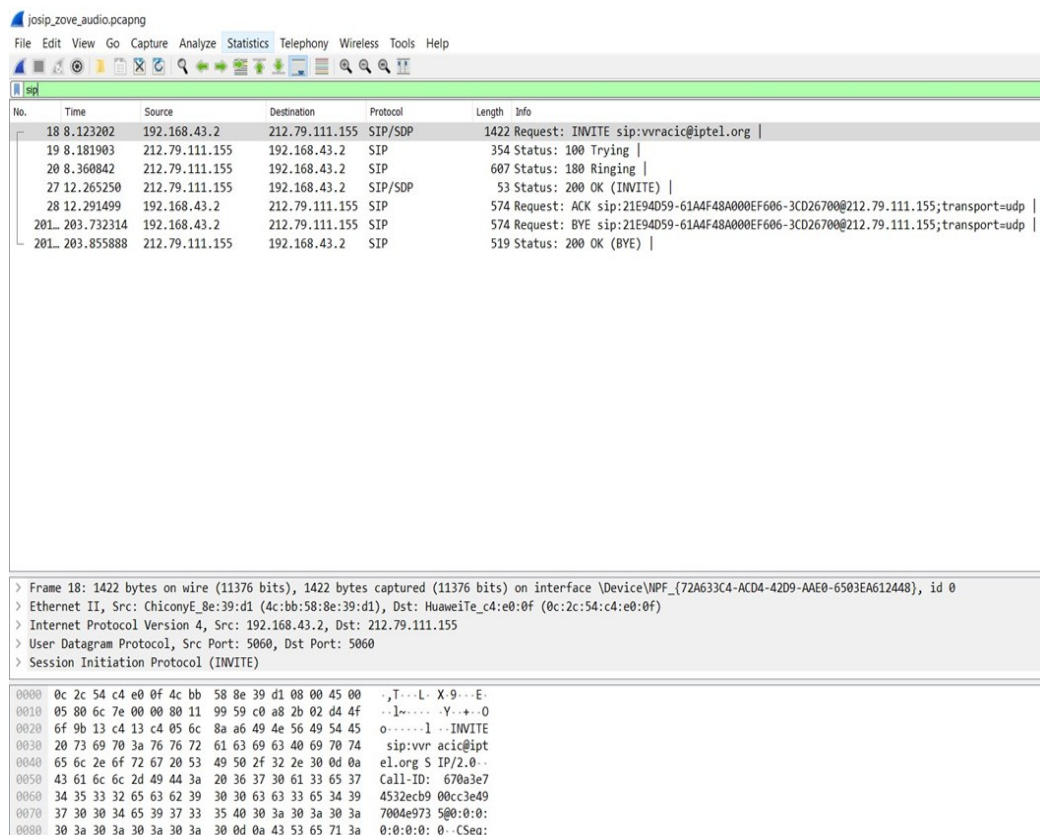 josip_zove_audio.pcapng
File Edit View Go Capture Analyze Statistics Telephony Wireless Tools Help
sip
No. Time Source Destination Protocol Length Info
18 8.123202 192.168.43.2 212.79.111.155 SIP/SDP 1422 Request: INVITE sip:vvracic@iptel.org |
19 8.181903 212.79.111.155 192.168.43.2 SIP 354 Status: 100 Trying |
20 8.360842 212.79.111.155 192.168.43.2 SIP 607 Status: 180 Ringing |
27 12.265250 212.79.111.155 192.168.43.2 SIP/SDP 53 Status: 200 OK (INVITE) |
28 12.291499 192.168.43.2 212.79.111.155 SIP 574 Request: ACK sip:21E94D59-61A4F48A000EF606-3CD26700@212.79.111.155;transport=udp |
201… 203.732314 192.168.43.2 212.79.111.155 SIP 574 Request: BYE sip:21E94D59-61A4F48A000EF606-3CD26700@212.79.111.155;transport=udp |
201… 203.855888 212.79.111.155 192.168.43.2 SIP 519 Status: 200 OK (BYE) |
> Frame 18: 1422 bytes on wire (11376 bits), 1422 bytes captured (11376 bits) on interface \Device\NPF_{72A633C4-ACD4-42D9-AAE0-6503EA612448}, id 0
> Ethernet II, Src: ChiconyE_8e:39:d1 (4c:bb:58:8e:39:d1), Dst: HuaweiTe_c4:e0:0f (0c:2c:54:c4:e0:0f)
> Internet Protocol Version 4, Src: 192.168.43.2, Dst: 212.79.111.155
> User Datagram Protocol, Src Port: 5060, Dst Port: 5060
> Session Initiation Protocol (INVITE)
0000 0c 2c 54 c4 e0 0f 4c bb 58 8e 39 d1 08 00 45 00 ·,T···L· X·9···E·
0010 05 80 6c 7e 00 00 80 11 99 59 c0 a8 2b 02 d4 4f ··l~···· ·Y··+··O
0020 6f 9b 13 c4 13 c4 05 6c 8a a6 49 4e 56 49 54 45 o······l ··INVITE
0030 20 73 69 70 3a 76 76 72 61 63 69 63 40 69 70 74 sip:vvr acic@ipt
0040 65 6c 2e 6f 72 67 20 53 49 50 2f 32 2e 30 0d 0a el.org S IP/2.0··
0050 43 61 6c 6c 2d 49 44 3a 20 36 37 30 61 33 65 37 Call-ID: 670a3e7
0060 34 35 33 32 65 63 62 39 30 30 63 63 33 65 34 39 4532ecb9 00cc3e49
0070 37 30 30 34 65 39 37 33 35 40 30 3a 30 3a 30 3a 7004e973 5@0:0:0:
0080 30 3a 30 3a 30 3a 30 3a 30 0d 0a 43 53 65 71 3a 0:0:0:0: 0··CSeq: